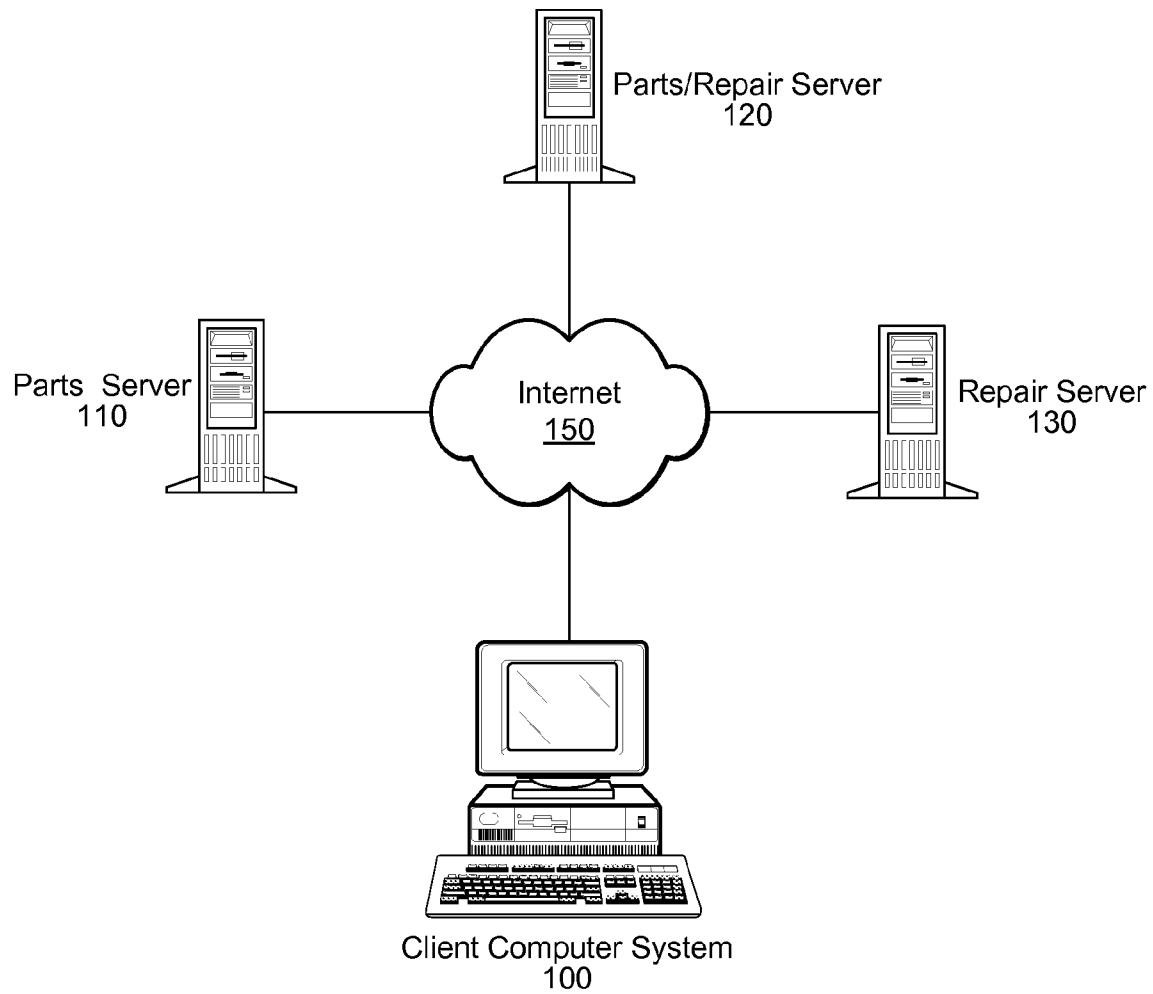 Parts/Repair Server
120
Parts Server
110
Internet
150
Repair Server
130
Client Computer System
100